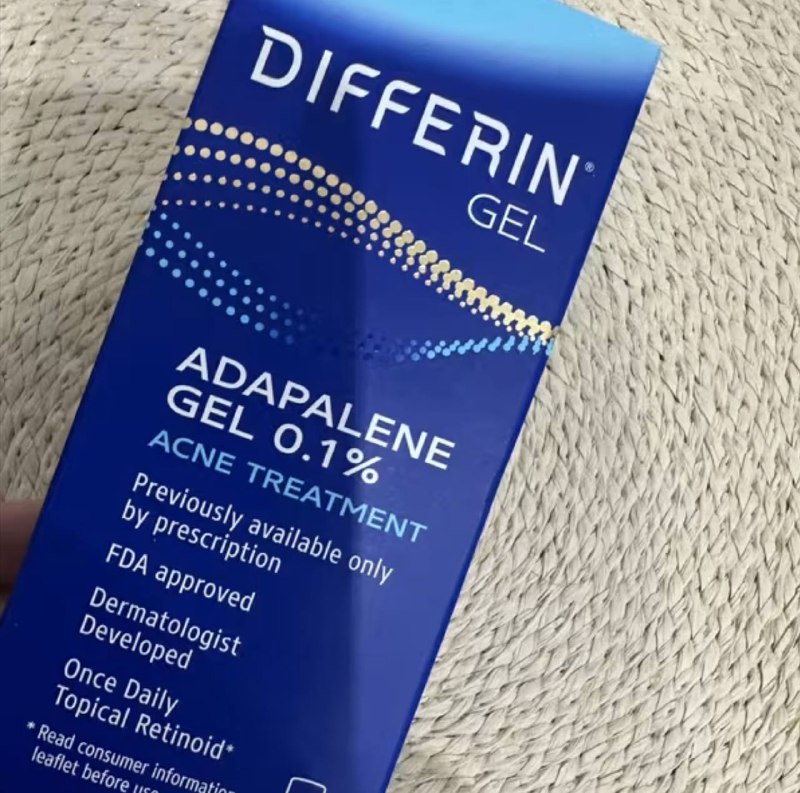 DIFFERIN®
GEL
ADAPALENE
GEL 0.1%
ACNE TREATMENT
Previously available only
by prescription
FDA approved
Dermatologist
Developed
Once Daily
Topical Retinoid*
* Read consumer information
leaflet before use